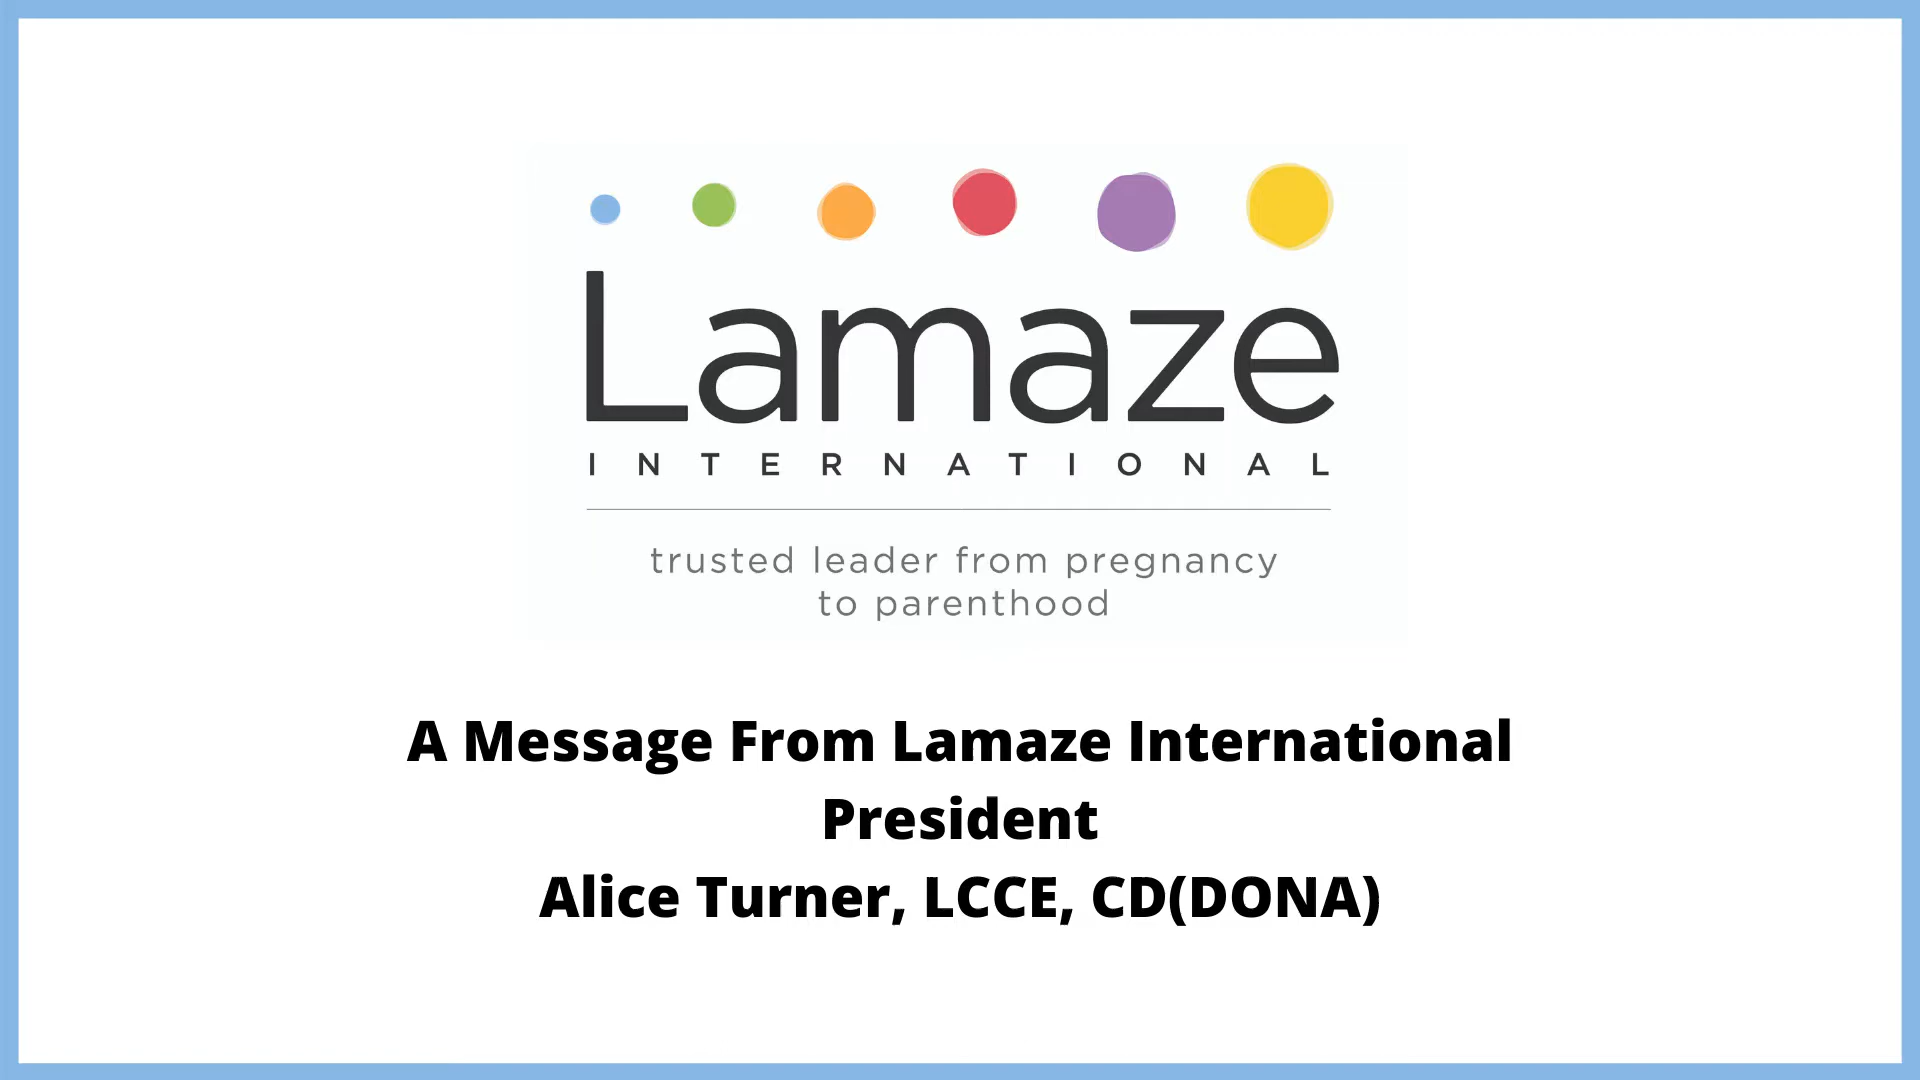 Lamaze
INTERNATIONAL
trusted leader from pregnancy
to parenthood
A Message From Lamaze International
President
Alice Turner, LCCE, CD(DONA)